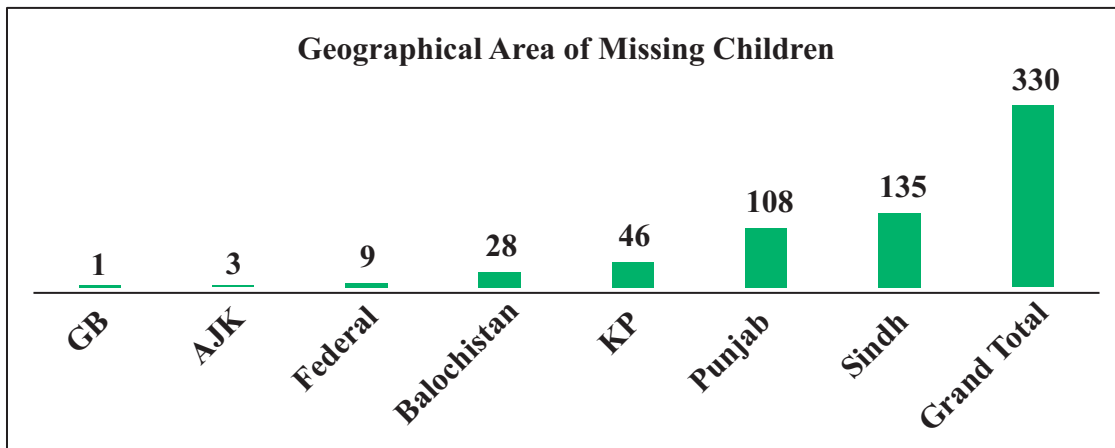 Geographical Area of Missing Children
1
3
9
28
46
108
135
330
GB
AJK
Federal
Balochistan
KP
Punjab
Sindh
Grand Total